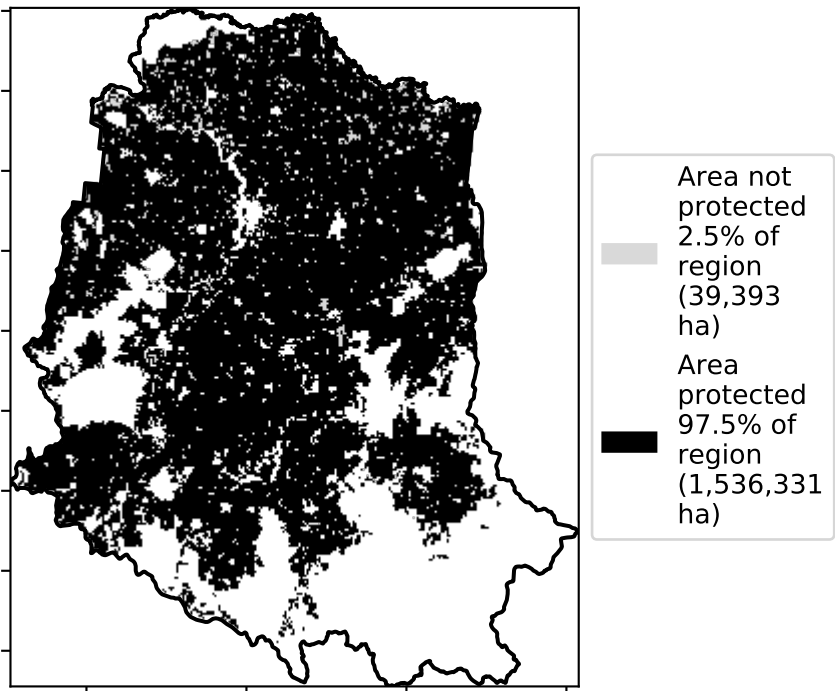 Area not
protected
2.5% of
region
(39,393
ha)
Area
protected
97.5% of
region
(1,536,331
ha)